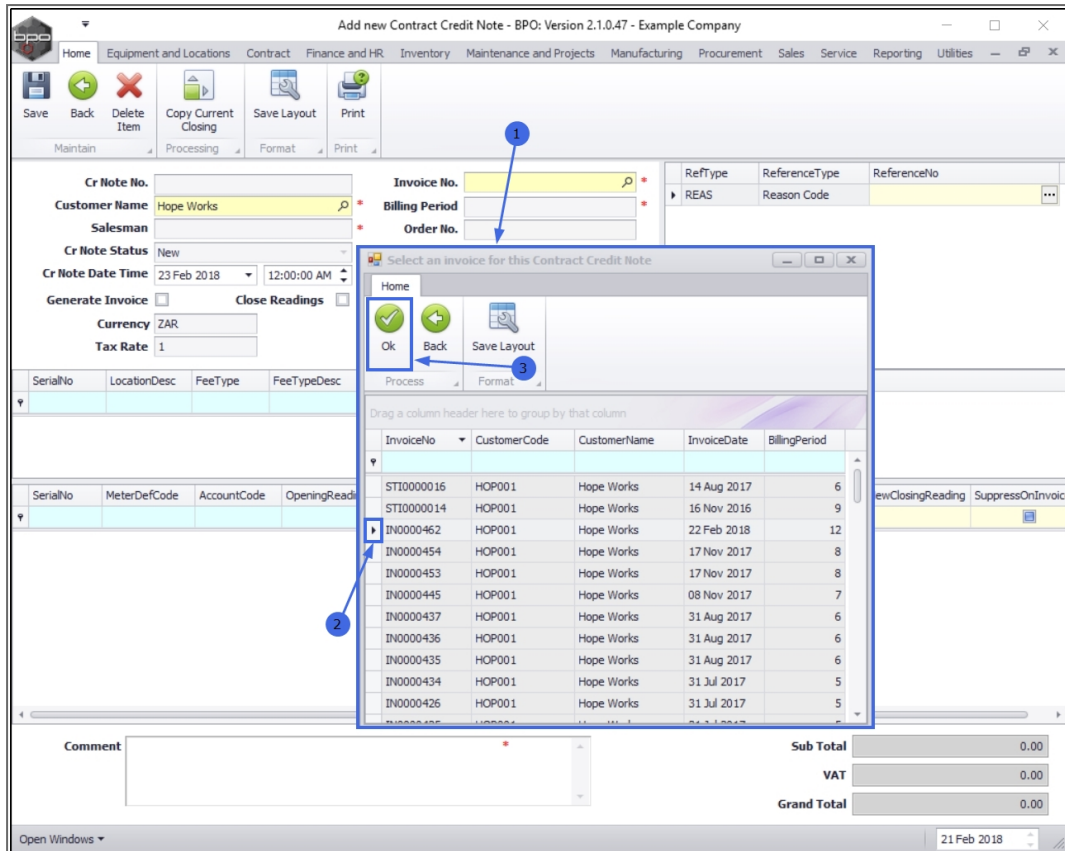 Add new Contract Credit Note - BPO: Version 2.1.0.47 - Example Company
bpo
Home Equipment and Locations Contract Finance and HR Inventory Maintenance and Projects Manufacturing Procurement Sales Service Reporting Utilities
Save Back Delete Item Copy Current Closing Save Layout Print
Maintain Processing Format Print
1
Cr Note No. Invoice No. *
Customer Name Hope Works * Billing Period *
Salesman * Order No.
Cr Note Status New
Cr Note Date Time 23 Feb 2018 12:00:00 AM
Generate Invoice Close Readings
Currency ZAR
Tax Rate 1
RefType ReferenceType ReferenceNo
REAS Reason Code ...
SerialNo LocationDesc FeeType FeeTypeDesc
SerialNo MeterDefCode AccountCode
SuppressOnInvoic
Select an invoice for this Contract Credit Note
Home
Ok Back Save Layout
3
Process Format
Drag a column header here to group by that column
InvoiceNo CustomerCode CustomerName InvoiceDate BillingPeriod
STI0000016 HOP001 Hope Works 14 Aug 2017 6
STI0000014 HOP001 Hope Works 16 Nov 2016 9
IN0000462 HOP001 Hope Works 22 Feb 2018 12
IN0000454 HOP001 Hope Works 17 Nov 2017 8
IN0000453 HOP001 Hope Works 17 Nov 2017 8
IN0000445 HOP001 Hope Works 08 Nov 2017 7
IN0000437 HOP001 Hope Works 31 Aug 2017 6
IN0000436 HOP001 Hope Works 31 Aug 2017 6
IN0000435 HOP001 Hope Works 31 Aug 2017 6
IN0000434 HOP001 Hope Works 31 Jul 2017 5
IN0000426 HOP001 Hope Works 31 Jul 2017 5
2
Comment *
Sub Total 0.00
VAT 0.00
Grand Total 0.00
Open Windows 21 Feb 2018